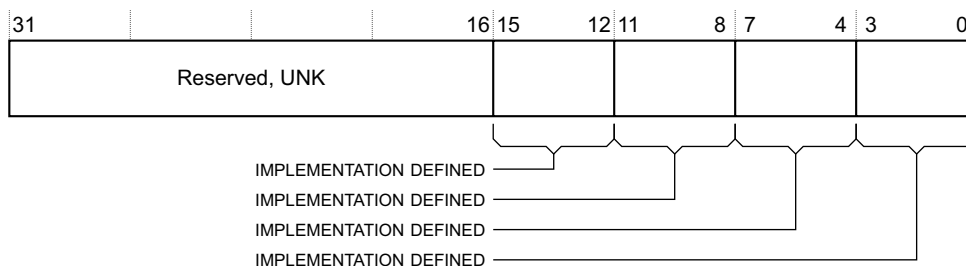 31 16 15 12 11 8 7 4 3 0
Reserved, UNK
IMPLEMENTATION DEFINED
IMPLEMENTATION DEFINED
IMPLEMENTATION DEFINED
IMPLEMENTATION DEFINED